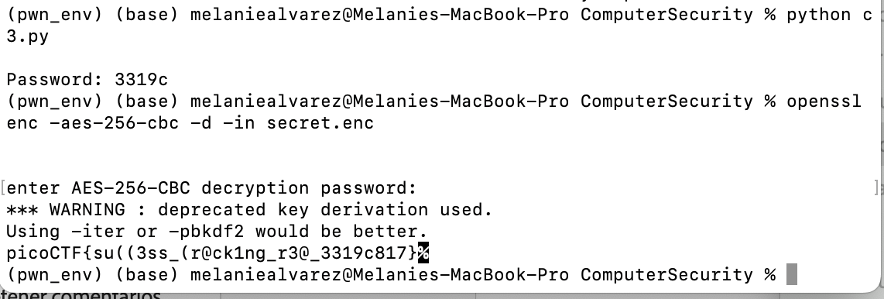 (pwn_env) (base) melaniealvarez@Melanies-MacBook-Pro ComputerSecurity % python c
3.py
Password: 3319c
(pwn_env) (base) melaniealvarez@Melanies-MacBook-Pro ComputerSecurity % openssl
enc -aes-256-cbc -d -in secret.enc
[enter AES-256-CBC decryption password: ]
*** WARNING : deprecated key derivation used.
Using -iter or -pbkdf2 would be better.
picoCTF{su((3ss_(r@ck1ng_r3@_3319c817}%
(pwn_env) (base) melaniealvarez@Melanies-MacBook-Pro ComputerSecurity %
tener comentarios